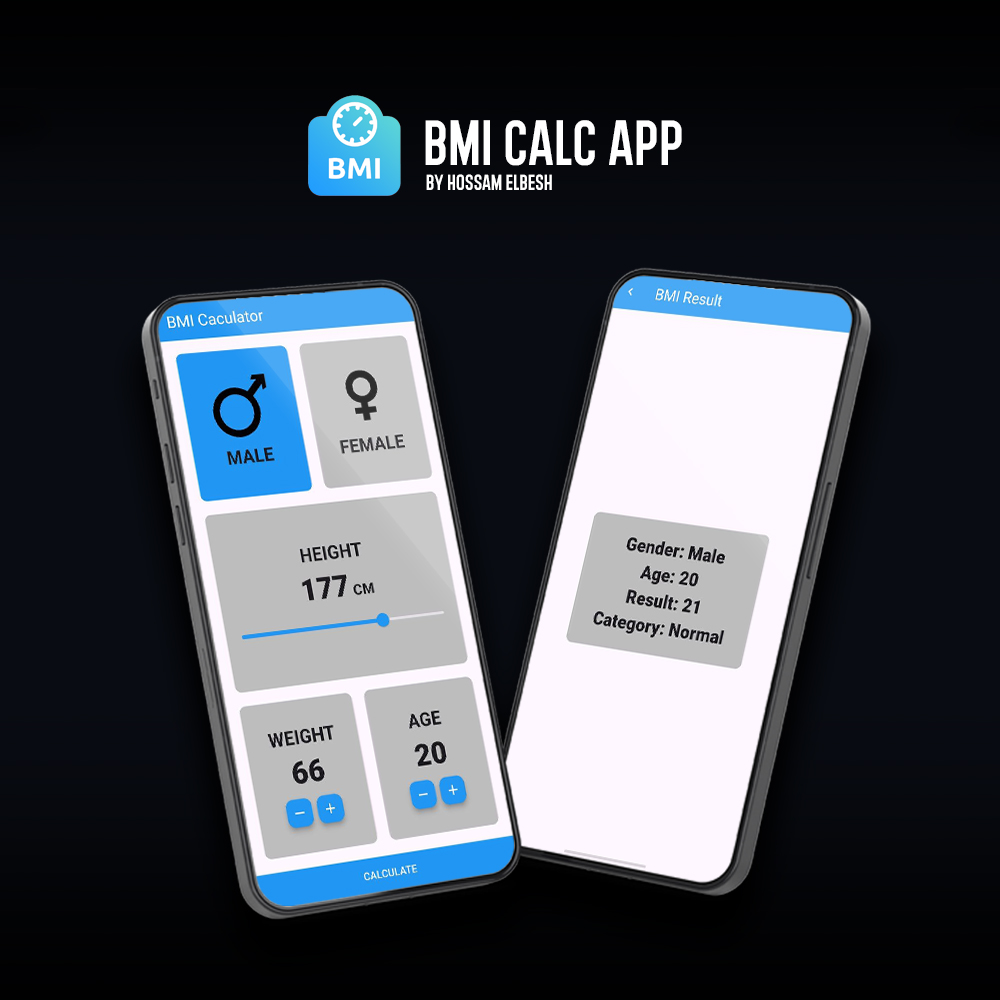 BMI
BMI CALC APP
BY HOSSAM ELBESH
BMI Caculator
MALE
FEMALE
HEIGHT
177 CM
WEIGHT
66
− +
AGE
20
− +
CALCULATE
BMI Result
Gender: Male
Age: 20
Result: 21
Category: Normal